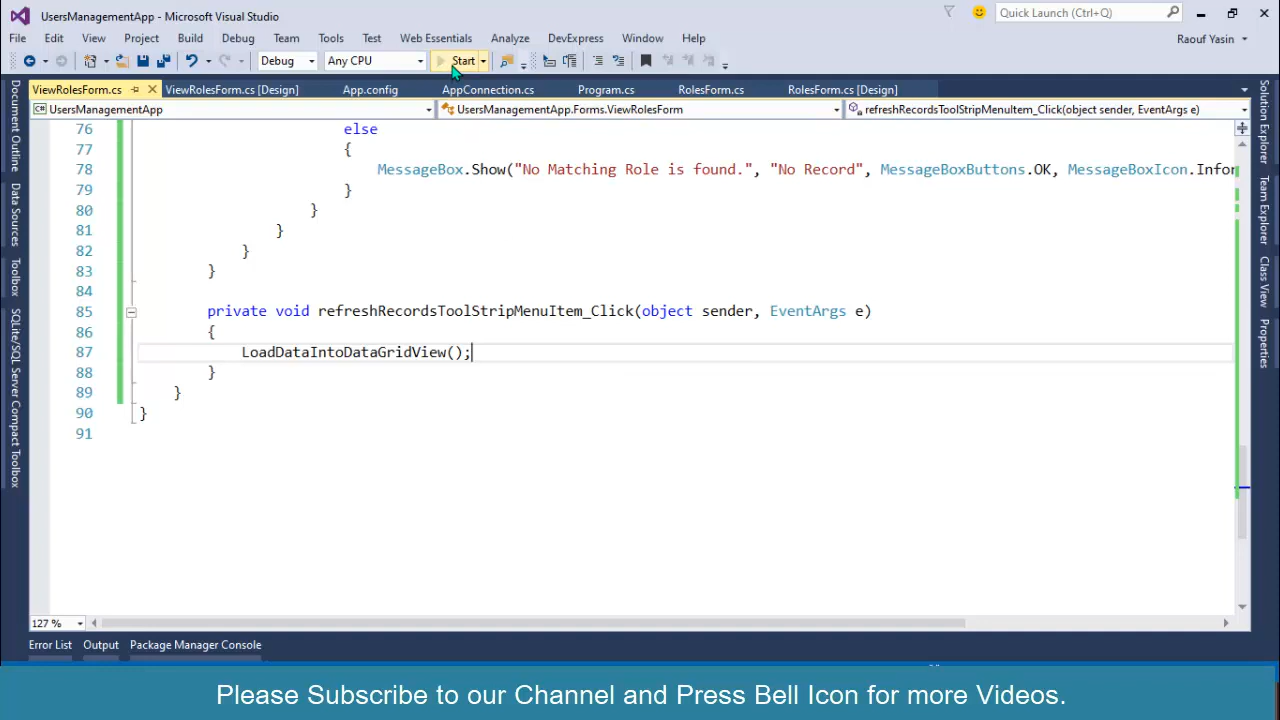 UsersManagementApp - Microsoft Visual Studio
Quick Launch (Ctrl+Q)
File Edit View Project Build Debug Team Tools Test Web Essentials Analyze DevExpress Window Help
Raouf Yasin
Debug Any CPU Start
ViewRolesForm.cs ViewRolesForm.cs [Design] App.config AppConnection.cs Program.cs RolesForm.cs RolesForm.cs [Design]
UsersManagementApp UsersManagementApp.Forms.ViewRolesForm refreshRecordsToolStripMenuItem_Click(object sender, EventArgs e)
Document Outline
Data Sources
Toolbox
SQLite/SQL Server Compact Toolbox
76 else
77 {
78 MessageBox.Show("No Matching Role is found.", "No Record", MessageBoxButtons.OK, MessageBoxIcon.Infor
79 }
80 }
81 }
82 }
83 }
84
85 private void refreshRecordsToolStripMenuItem_Click(object sender, EventArgs e)
86 {
87 LoadDataIntoDataGridView();
88 }
89 }
90 }
91
Solution Explorer
Team Explorer
Class View
Properties
127 %
Error List Output Package Manager Console
Please Subscribe to our Channel and Press Bell Icon for more Videos.